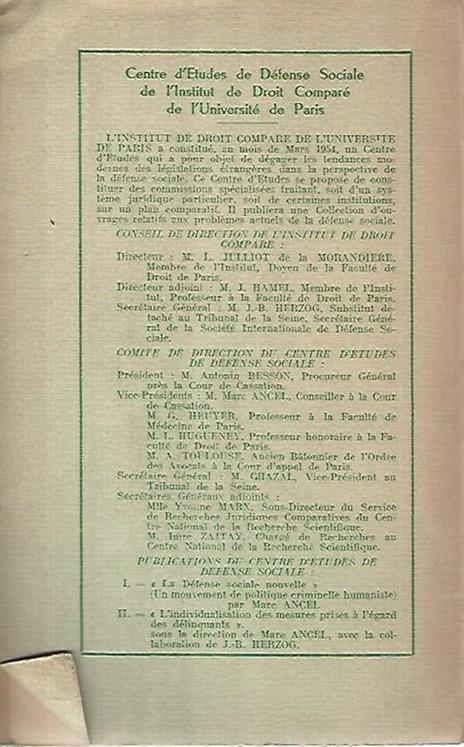 Centre d'Etudes de Défense Sociale
de l'Institut de Droit Comparé
de l'Université de Paris
L'INSTITUT DE DROIT COMPARE DE L'UNIVERSITE
DE PARIS a constitué, au mois de Mars 1954, un Centre
d'Etudes qui a pour objet de dégager les tendances mo-
dernes des législations étrangères dans la perspective de
la défense sociale. Ce Centre d'Etudes se propose de cons-
tituer des commissions spécialisées traitant, soit d'un sys-
tème juridique particulier, soit de certaines institutions,
sur un plan comparatif. Il publiera une Collection d'ou-
vrages relatifs aux problèmes actuels de la défense sociale.
CONSEIL DE DIRECTION DE L'INSTITUT DE DROIT
COMPARE :
Directeur : M. L. JULLIOT de la MORANDIERE,
Membre de l'Institut, Doyen de la Faculté de
Droit de Paris.
Directeur adjoint : M. J. HAMEL, Membre de l'Insti-
tut, Professeur à la Faculté de Droit de Paris.
Secrétaire Général : M. J.-B. HERZOG, Substitut dé-
taché au Tribunal de la Seine, Secrétaire Géné-
ral de la Société Internationale de Défense So-
ciale.
COMITE DE DIRECTION DU CENTRE D'ETUDES
DE DEFENSE SOCIALE :
Président : M. Antonin BESSON, Procureur Général
près la Cour de Cassation.
Vice-Présidents : M. Marc ANCEL, Conseiller à la Cour
de Cassation.
M. G. HEUYER, Professeur à la Faculté de
Médecine de Paris.
M. L. HUGUENEY, Professeur honoraire à la Fa-
culté de Droit de Paris.
M. A. TOULOUSE, Ancien Bâtonnier de l'Ordre
des Avocats à la Cour d'appel de Paris.
Secrétaire Général : M. CHAZAL, Vice-Président au
Tribunal de la Seine.
Secrétaires Généraux adjoints :
Mlle Yvonne MARX, Sous-Directeur du Service
de Recherches Juridiques Comparatives du Cen-
tre National de la Recherche Scientifique.
M. Imre ZAJTAY, Chargé de Recherches au
Centre National de la Recherche Scientifique.
PUBLICATIONS DU CENTRE D'ETUDES DE
DEFENSE SOCIALE :
I. — « La Défense sociale nouvelle »
(Un mouvement de politique criminelle humaniste)
par Marc ANCEL
II. — « L'individualisation des mesures prises à l'égard
des délinquants ».
sous la direction de Marc ANCEL, avec la col-
laboration de J.-B. HERZOG.